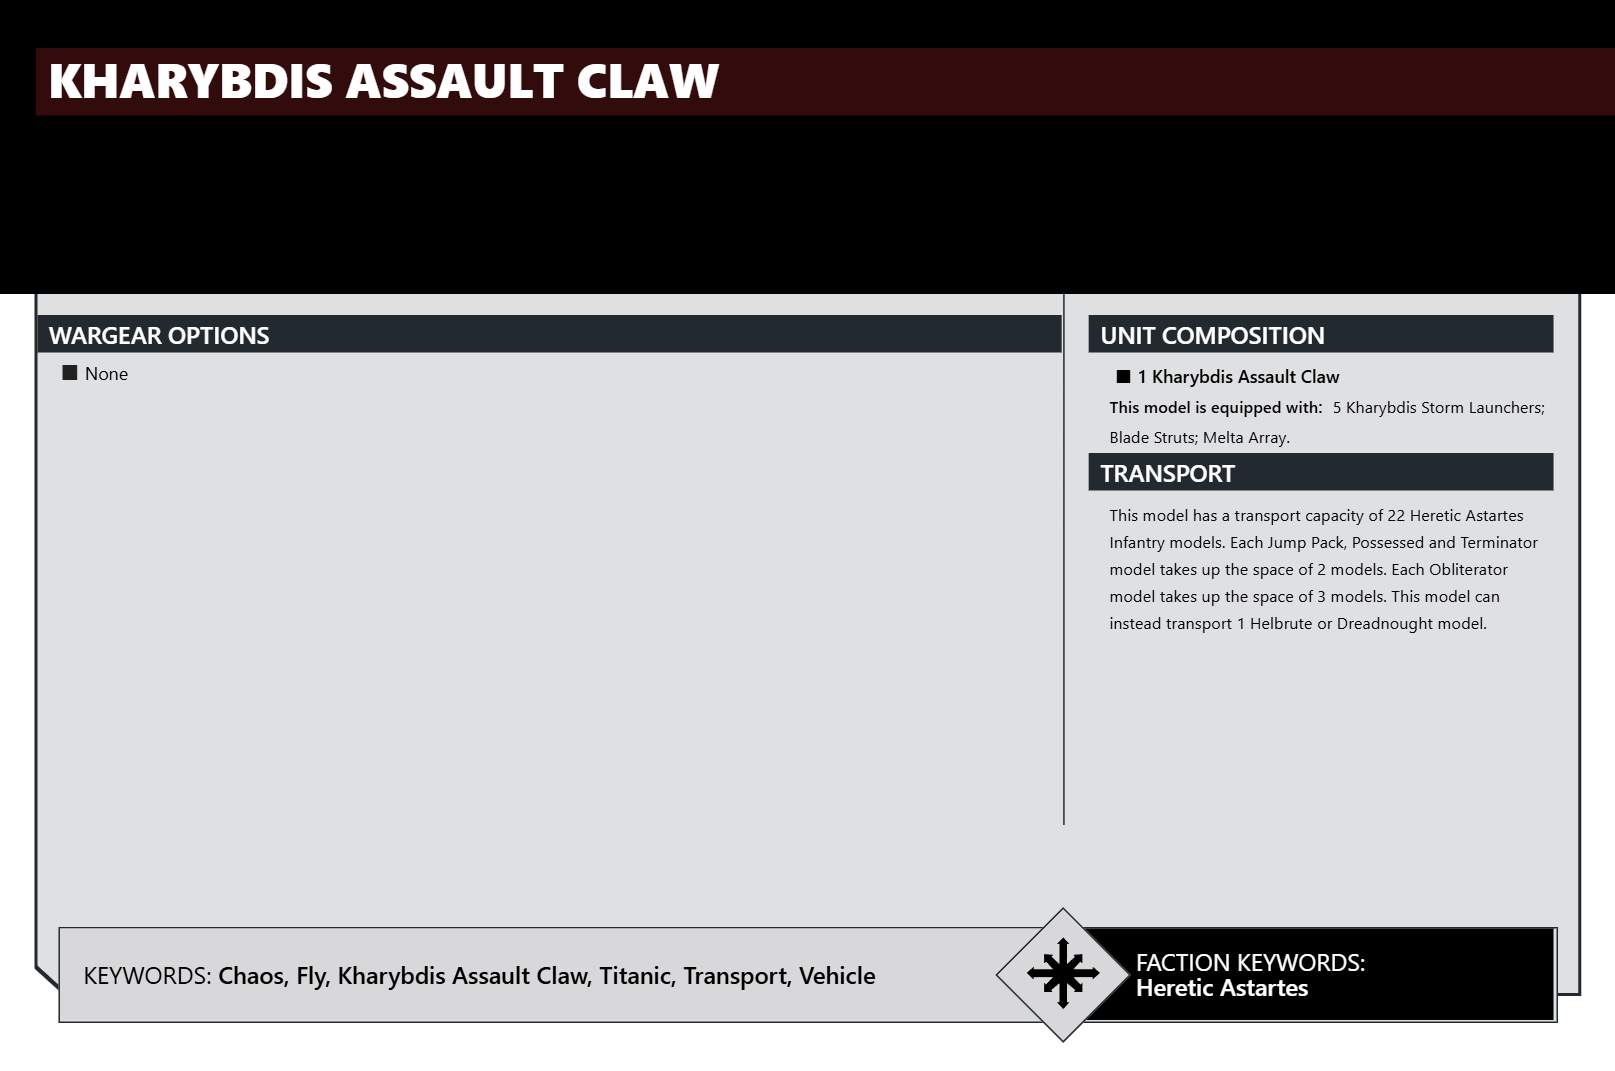 KHARYBDIS ASSAULT CLAW
WARGEAR OPTIONS
■ None
UNIT COMPOSITION
■ 1 Kharybdis Assault Claw
This model is equipped with: 5 Kharybdis Storm Launchers;
Blade Struts; Melta Array.
TRANSPORT
This model has a transport capacity of 22 Heretic Astartes
Infantry models. Each Jump Pack, Possessed and Terminator
model takes up the space of 2 models. Each Obliterator
model takes up the space of 3 models. This model can
instead transport 1 Helbrute or Dreadnought model.
KEYWORDS: Chaos, Fly, Kharybdis Assault Claw, Titanic, Transport, Vehicle
FACTION KEYWORDS:
Heretic Astartes